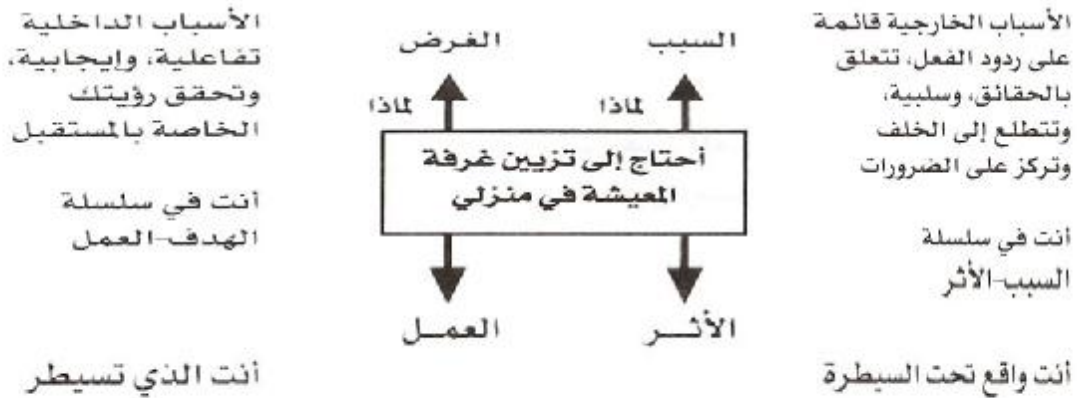 الأسباب الخارجية قائمة
على ردود الفعل، تتعلق
بالحقائق، وسلبية،
وتتطلع إلى الخلف
وتركز على الضرورات
أنت في سلسلة
السبب-الأثر
أنت واقع تحت السيطرة
السبب
الغرض
لماذا
لماذا
أحتاج إلى تزيين غرفة
المعيشة في منزلي
الأثـــر
العمــل
الأسباب الداخلية
تفاعلية، وإيجابية،
وتحقق رؤيتك
الخاصة بالمستقبل
أنت في سلسلة
الهدف-العمل
أنت الذي تسيطر